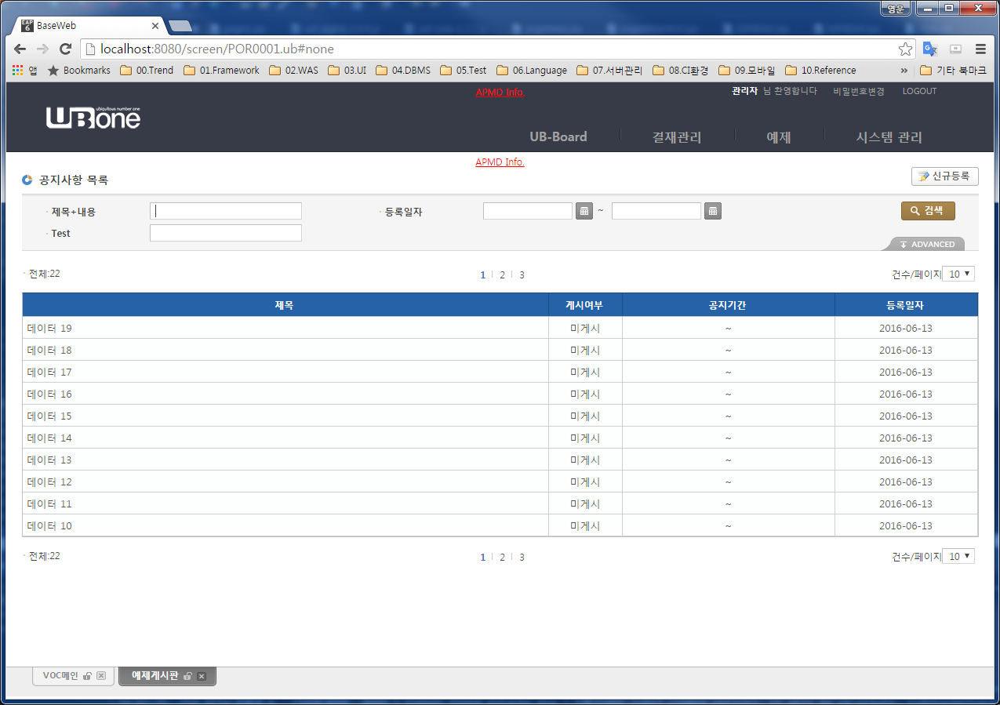 영운
BaseWeb
localhost:8080/screen/POR0001.ub#none
앱 Bookmarks 00.Trend 01.Framework 02.WAS 03.UI 04.DBMS 05.Test 06.Language 07.서버관리 08.CI환경 09.모바일 10.Reference » 기타 북마크
APMD Info. 관리자 님 환영합니다 비밀번호변경 LOGOUT
ubiquitous number one
UBone
UB-Board 결재관리 예제 시스템 관리
APMD Info.
공지사항 목록 신규등록
· 제목+내용 · 등록일자 ~ 검색
· Test
ADVANCED
· 전체:22 1 2 3 건수/페이지 10
제목 게시여부 공지기간 등록일자
데이터 19 미게시 ~ 2016-06-13
데이터 18 미게시 ~ 2016-06-13
데이터 17 미게시 ~ 2016-06-13
데이터 16 미게시 ~ 2016-06-13
데이터 15 미게시 ~ 2016-06-13
데이터 14 미게시 ~ 2016-06-13
데이터 13 미게시 ~ 2016-06-13
데이터 12 미게시 ~ 2016-06-13
데이터 11 미게시 ~ 2016-06-13
데이터 10 미게시 ~ 2016-06-13
· 전체:22 1 2 3 건수/페이지 10
VOC메인 예제게시판